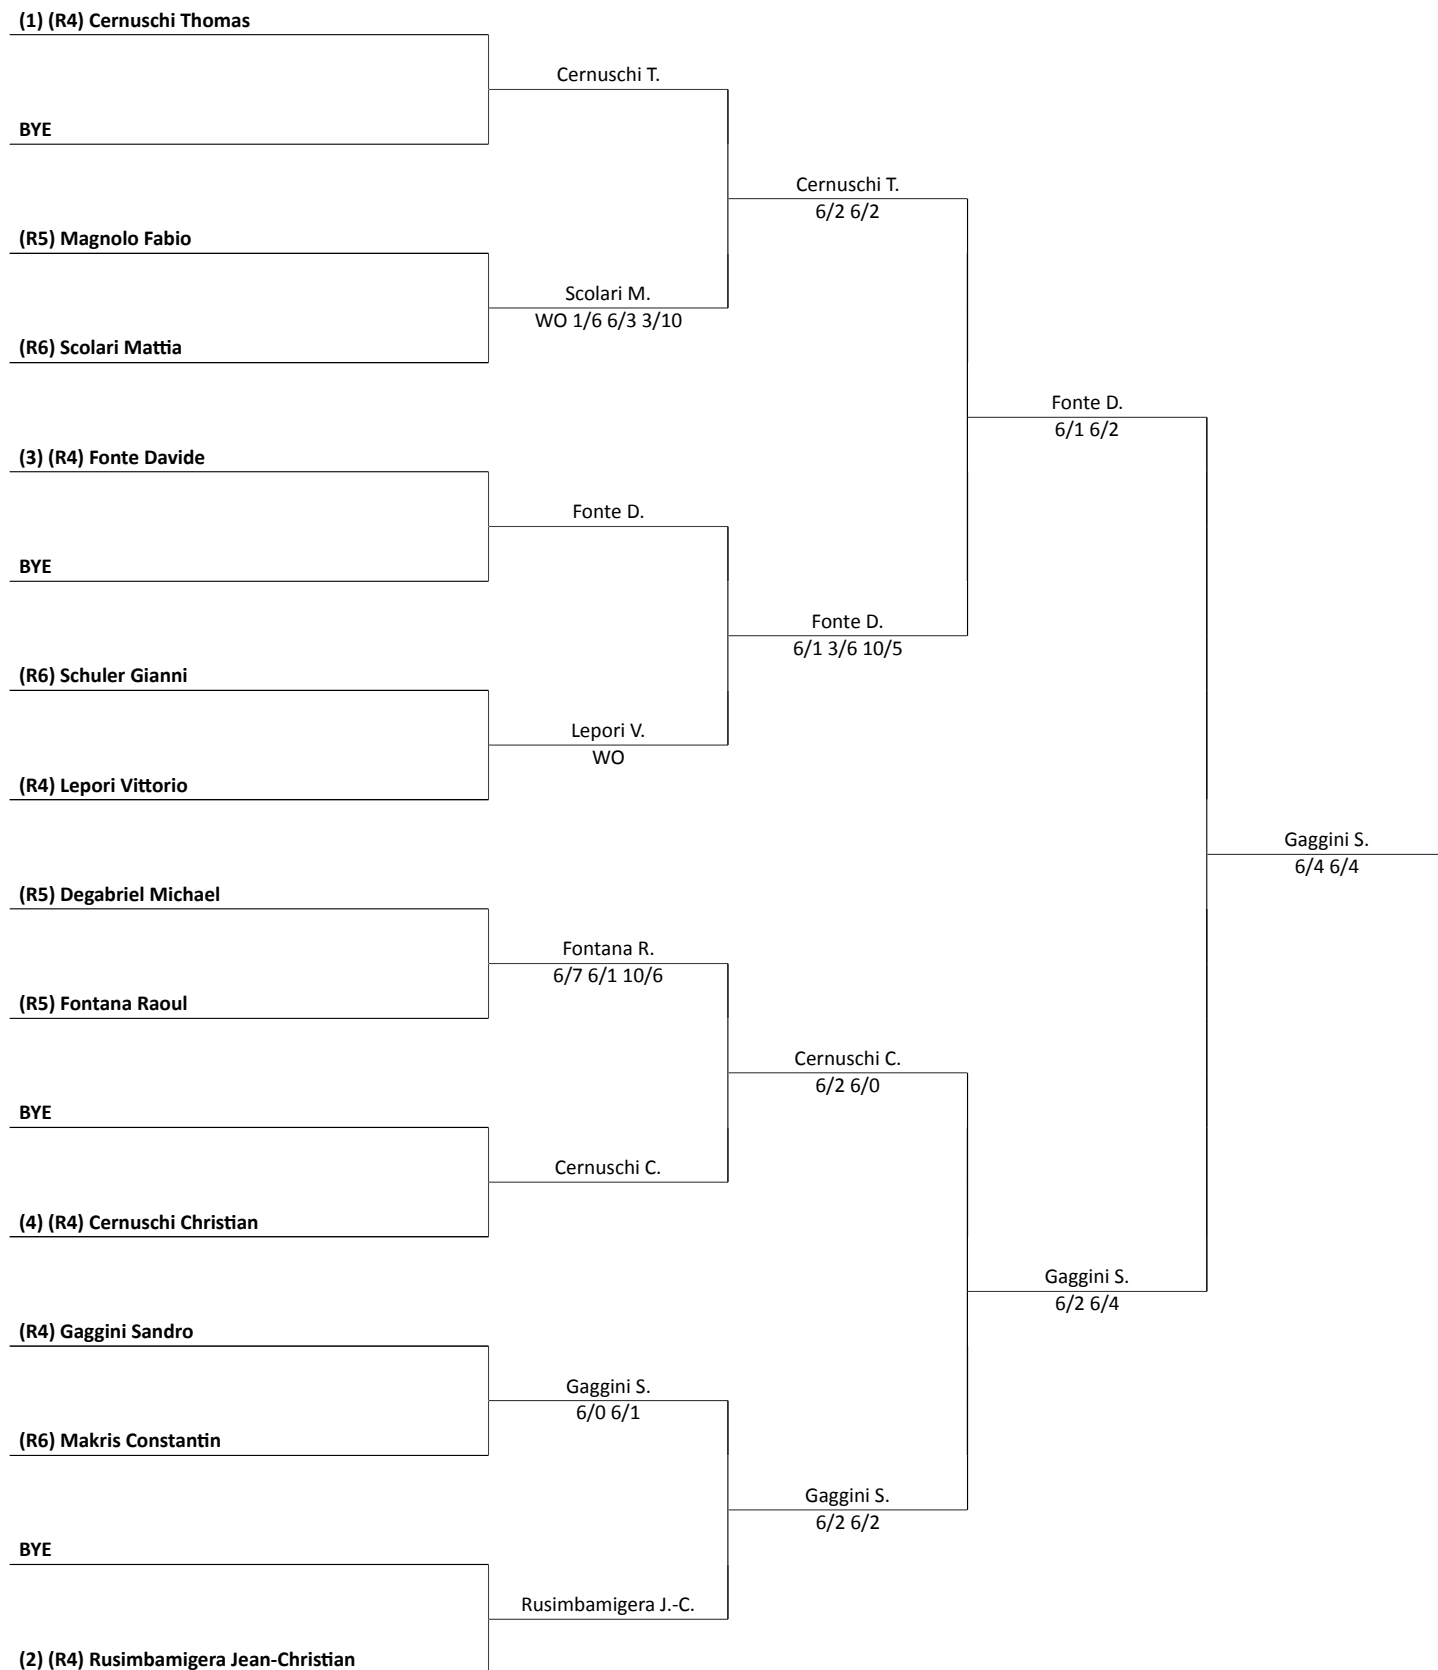 (1) (R4) Cernuschi Thomas
Cernuschi T.
BYE
Cernuschi T.
6/2 6/2
(R5) Magnolo Fabio
Scolari M.
WO 1/6 6/3 3/10
(R6) Scolari Mattia
Fonte D.
6/1 6/2
(3) (R4) Fonte Davide
Fonte D.
BYE
Fonte D.
6/1 3/6 10/5
(R6) Schuler Gianni
Lepori V.
WO
(R4) Lepori Vittorio
Gaggini S.
6/4 6/4
(R5) Degabriel Michael
Fontana R.
6/7 6/1 10/6
(R5) Fontana Raoul
Cernuschi C.
6/2 6/0
BYE
Cernuschi C.
(4) (R4) Cernuschi Christian
Gaggini S.
6/2 6/4
(R4) Gaggini Sandro
Gaggini S.
6/0 6/1
(R6) Makris Constantin
Gaggini S.
6/2 6/2
BYE
Rusimbamigera J.-C.
(2) (R4) Rusimbamigera Jean-Christian